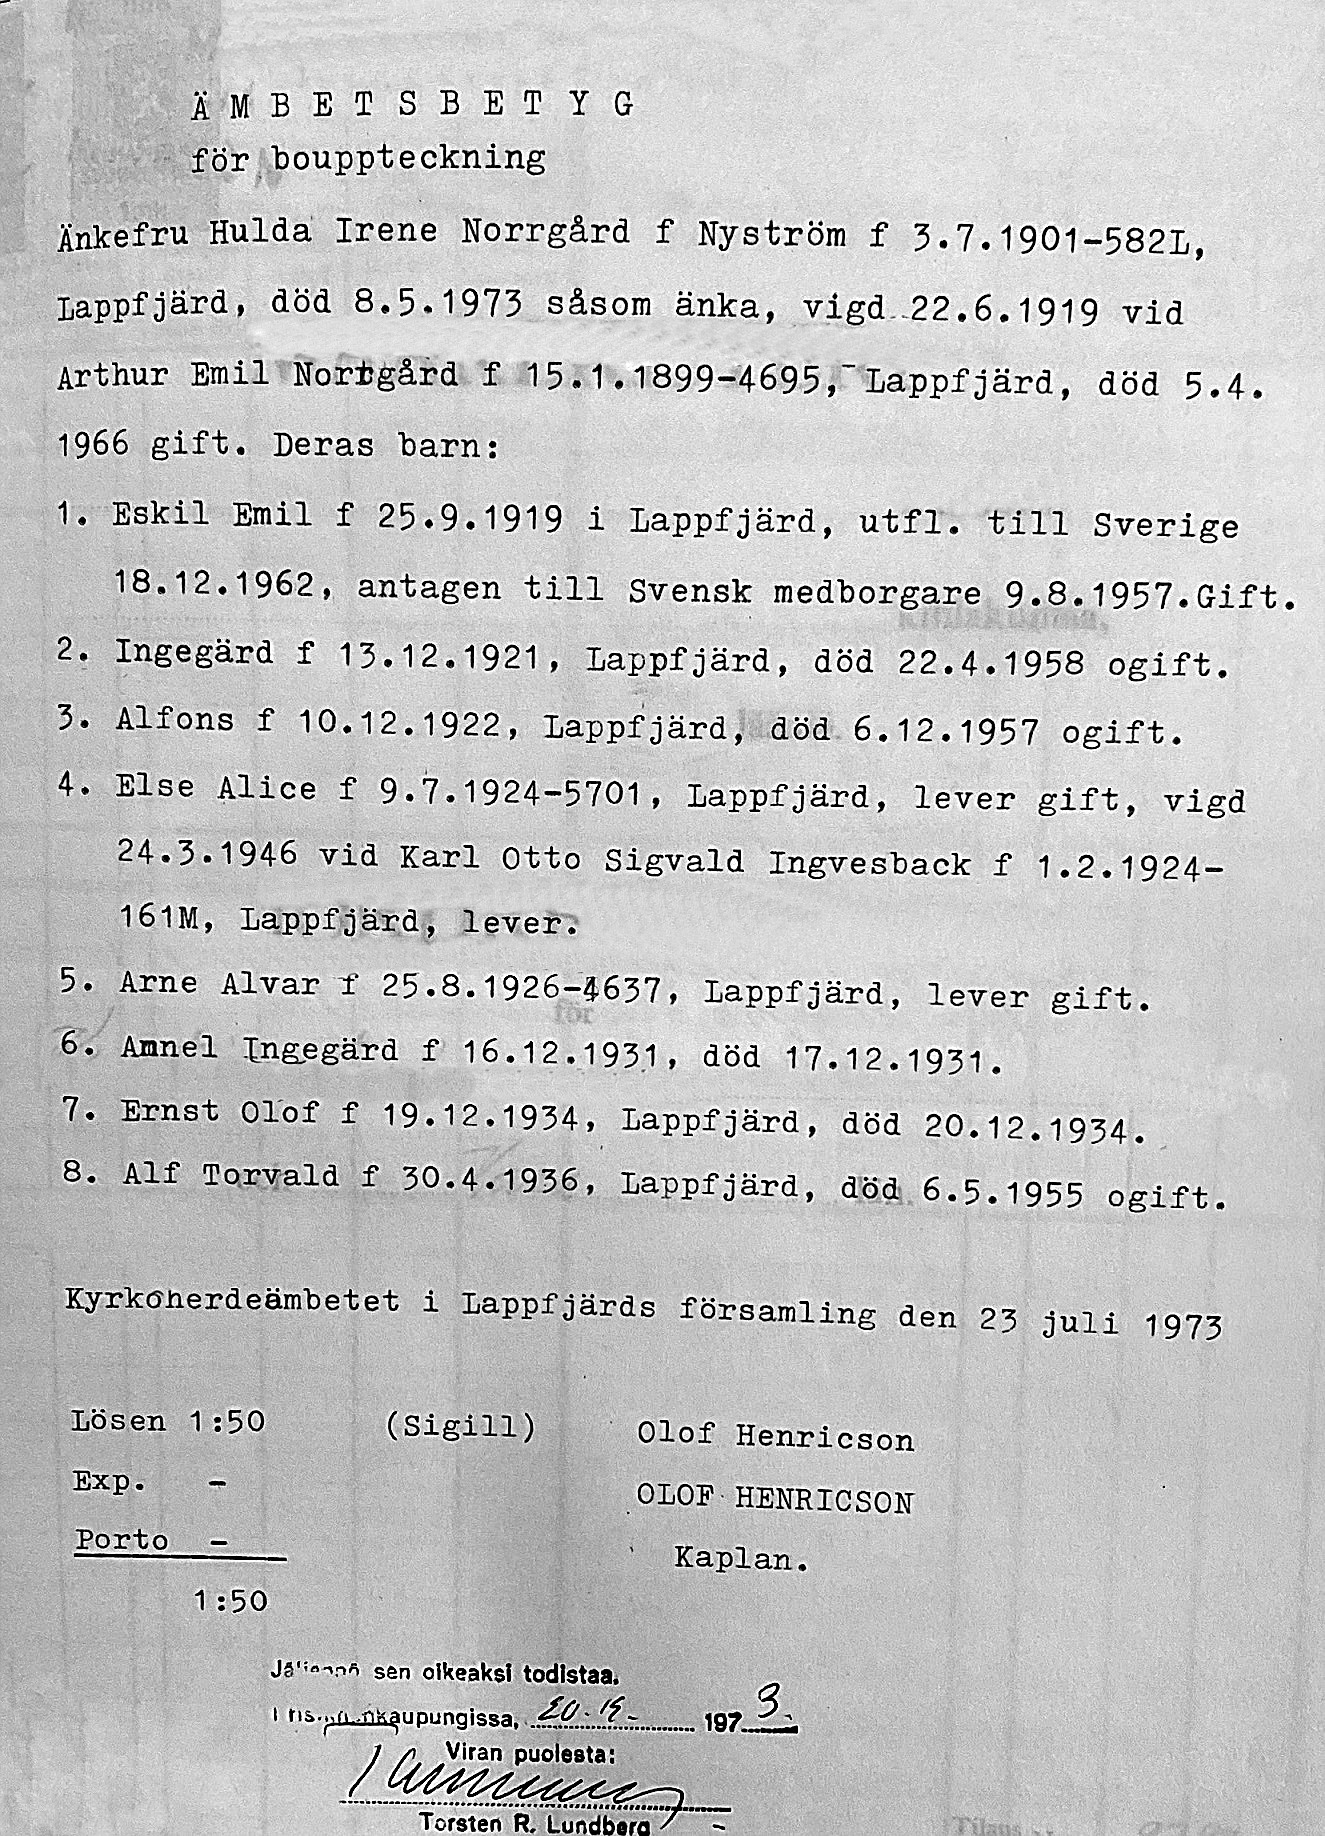 ÄMBETSBETYG
för bouppteckning
Änkefru Hulda Irene Norrgård f Nyström f 3.7.1901-582L,
Lappfjärd, död 8.5.1973 såsom änka, vigd 22.6.1919 vid
Arthur Emil Norrgård f 15.1.1899-4695, Lappfjärd, död 5.4.
1966 gift. Deras barn:
1. Eskil Emil f 25.9.1919 i Lappfjärd, utfl. till Sverige
18.12.1962, antagen till Svensk medborgare 9.8.1957.Gift.
2. Ingegärd f 13.12.1921, Lappfjärd, död 22.4.1958 ogift.
3. Alfons f 10.12.1922, Lappfjärd, död 6.12.1957 ogift.
4. Else Alice f 9.7.1924-5701, Lappfjärd, lever gift, vigd
24.3.1946 vid Karl Otto Sigvald Ingvesback f 1.2.1924-
161M, Lappfjärd, lever.
5. Arne Alvar f 25.8.1926-4637, Lappfjärd, lever gift.
6. Annel Ingegärd f 16.12.1931, död 17.12.1931.
7. Ernst Olof f 19.12.1934, Lappfjärd, död 20.12.1934.
8. Alf Torvald f 30.4.1936, Lappfjärd, död 6.5.1955 ogift.
Kyrkoherdeämbetet i Lappfjärds församling den 23 juli 1973
Lösen 1:50 (Sigill) Olof Henricson
Exp. - OLOF HENRICSON
Porto - Kaplan.
1:50
sen oikeaksi todistaa.
1973.
Viran puolesta:
Torsten R. Lundberg